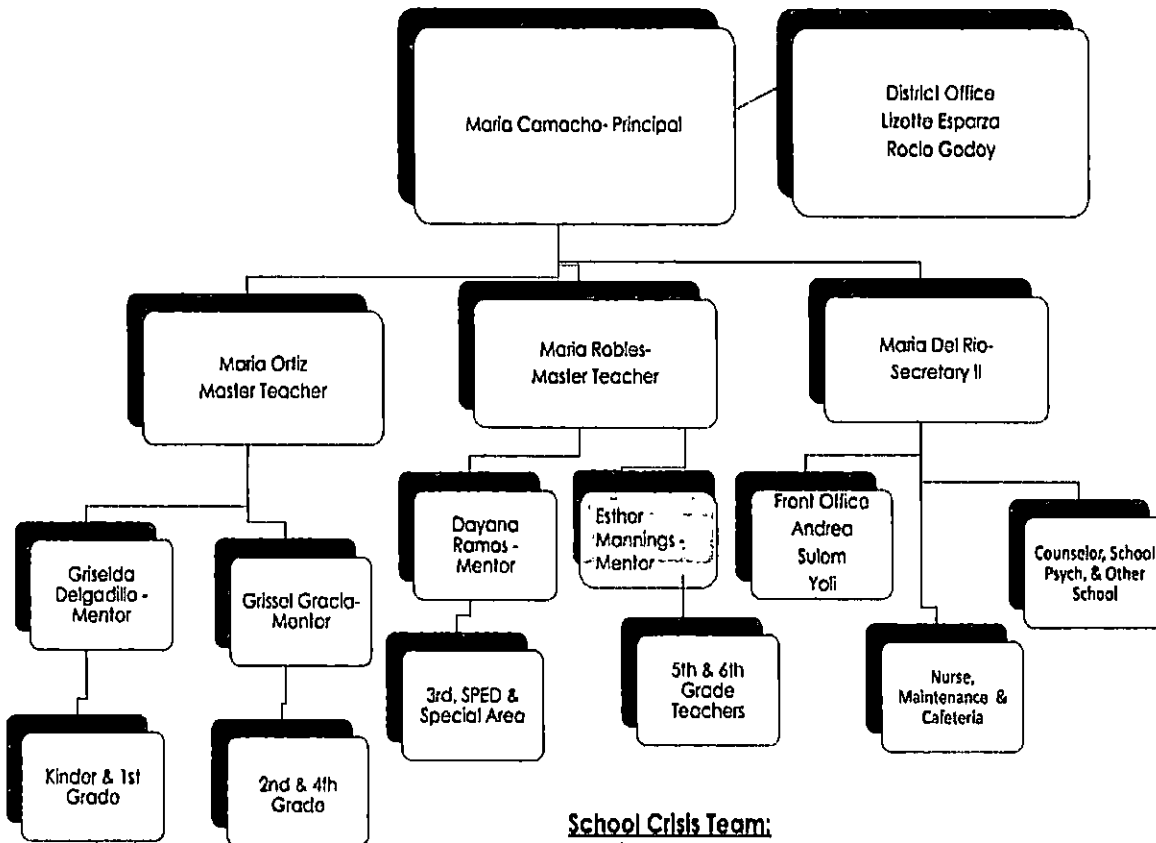 Maria Camacho- Principal
District Office
Lizette Esparza
Rocio Godoy
Maria Ortiz
Master Teacher
Maria Robles-
Master Teacher
Maria Del Rio-
Secretary II
Griselda
Delgadillo -
Mentor
Grissel Gracia-
Mentor
Dayana
Ramos -
Mentor
Esther
Mannings -
Mentor
Front Office
Andrea
Sulem
Yoli
Counselor, School
Psych, & Other
School
Kinder & 1st
Grade
2nd & 4th
Grade
3rd, SPED &
Special Area
5th & 6th
Grade
Teachers
Nurse,
Maintenance &
Cafeteria
School Crisis Team: